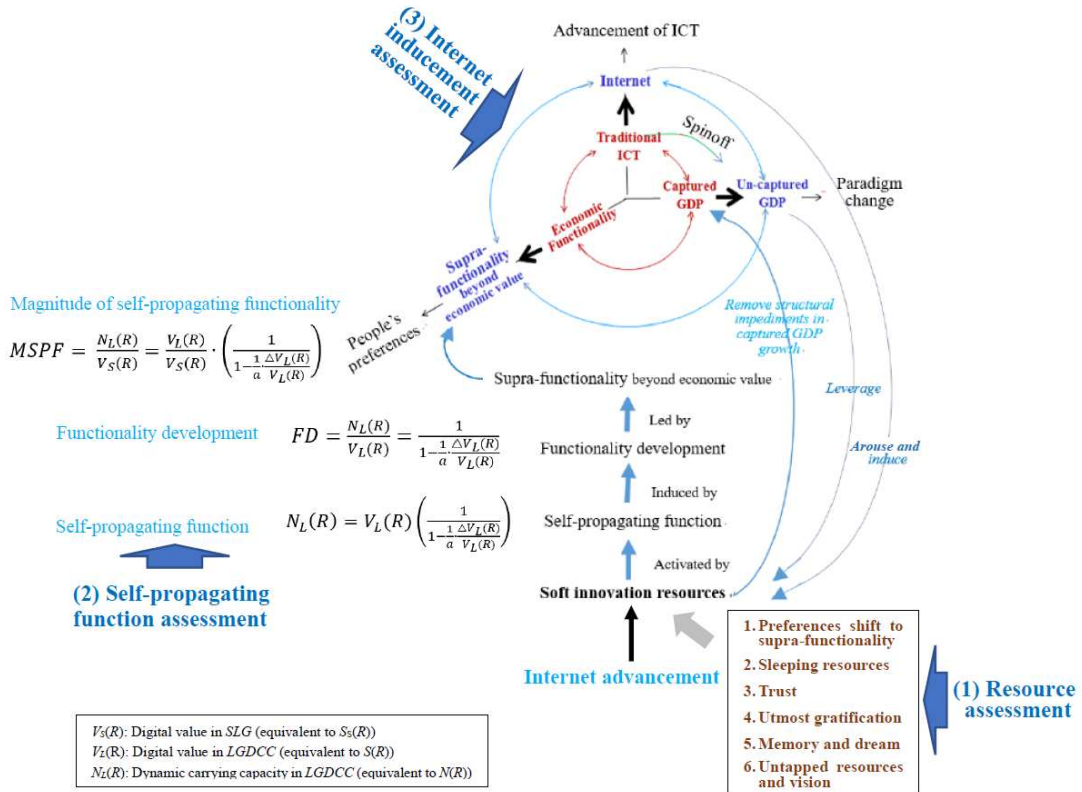 (3) Internet
inducement
assessment
Advancement of ICT
Internet
Spinoff
Traditional
ICT
Captured
GDP
Un-captured
GDP
Paradigm
change
Economic
Functionality
Supra-
functionality
beyond
economic value
People's
preferences
Remove structural
impediments in
captured GDP
growth
Leverage
Arouse and
induce
Magnitude of self-propagating functionality
MSPF = N_L(R)/V_S(R) = V_L(R)/V_S(R) · (1/(1−(1/a)·(△V_L(R)/V_L(R))))
Supra-functionality beyond economic value
Led by
Functionality development
FD = N_L(R)/V_L(R) = 1/(1−(1/a)·(△V_L(R)/V_L(R)))
Functionality development
Induced by
Self-propagating function
N_L(R) = V_L(R)(1/(1−(1/a)·(△V_L(R)/V_L(R))))
Self-propagating function
Activated by
Soft innovation resources
(2) Self-propagating
function assessment
Internet advancement
1. Preferences shift to
supra-functionality
2. Sleeping resources
3. Trust
4. Utmost gratification
5. Memory and dream
6. Untapped resources
and vision
(1) Resource
assessment
V_S(R): Digital value in SLG (equivalent to S_S(R))
V_L(R): Digital value in LGDCC (equivalent to S(R))
N_L(R): Dynamic carrying capacity in LGDCC (equivalent to N(R))